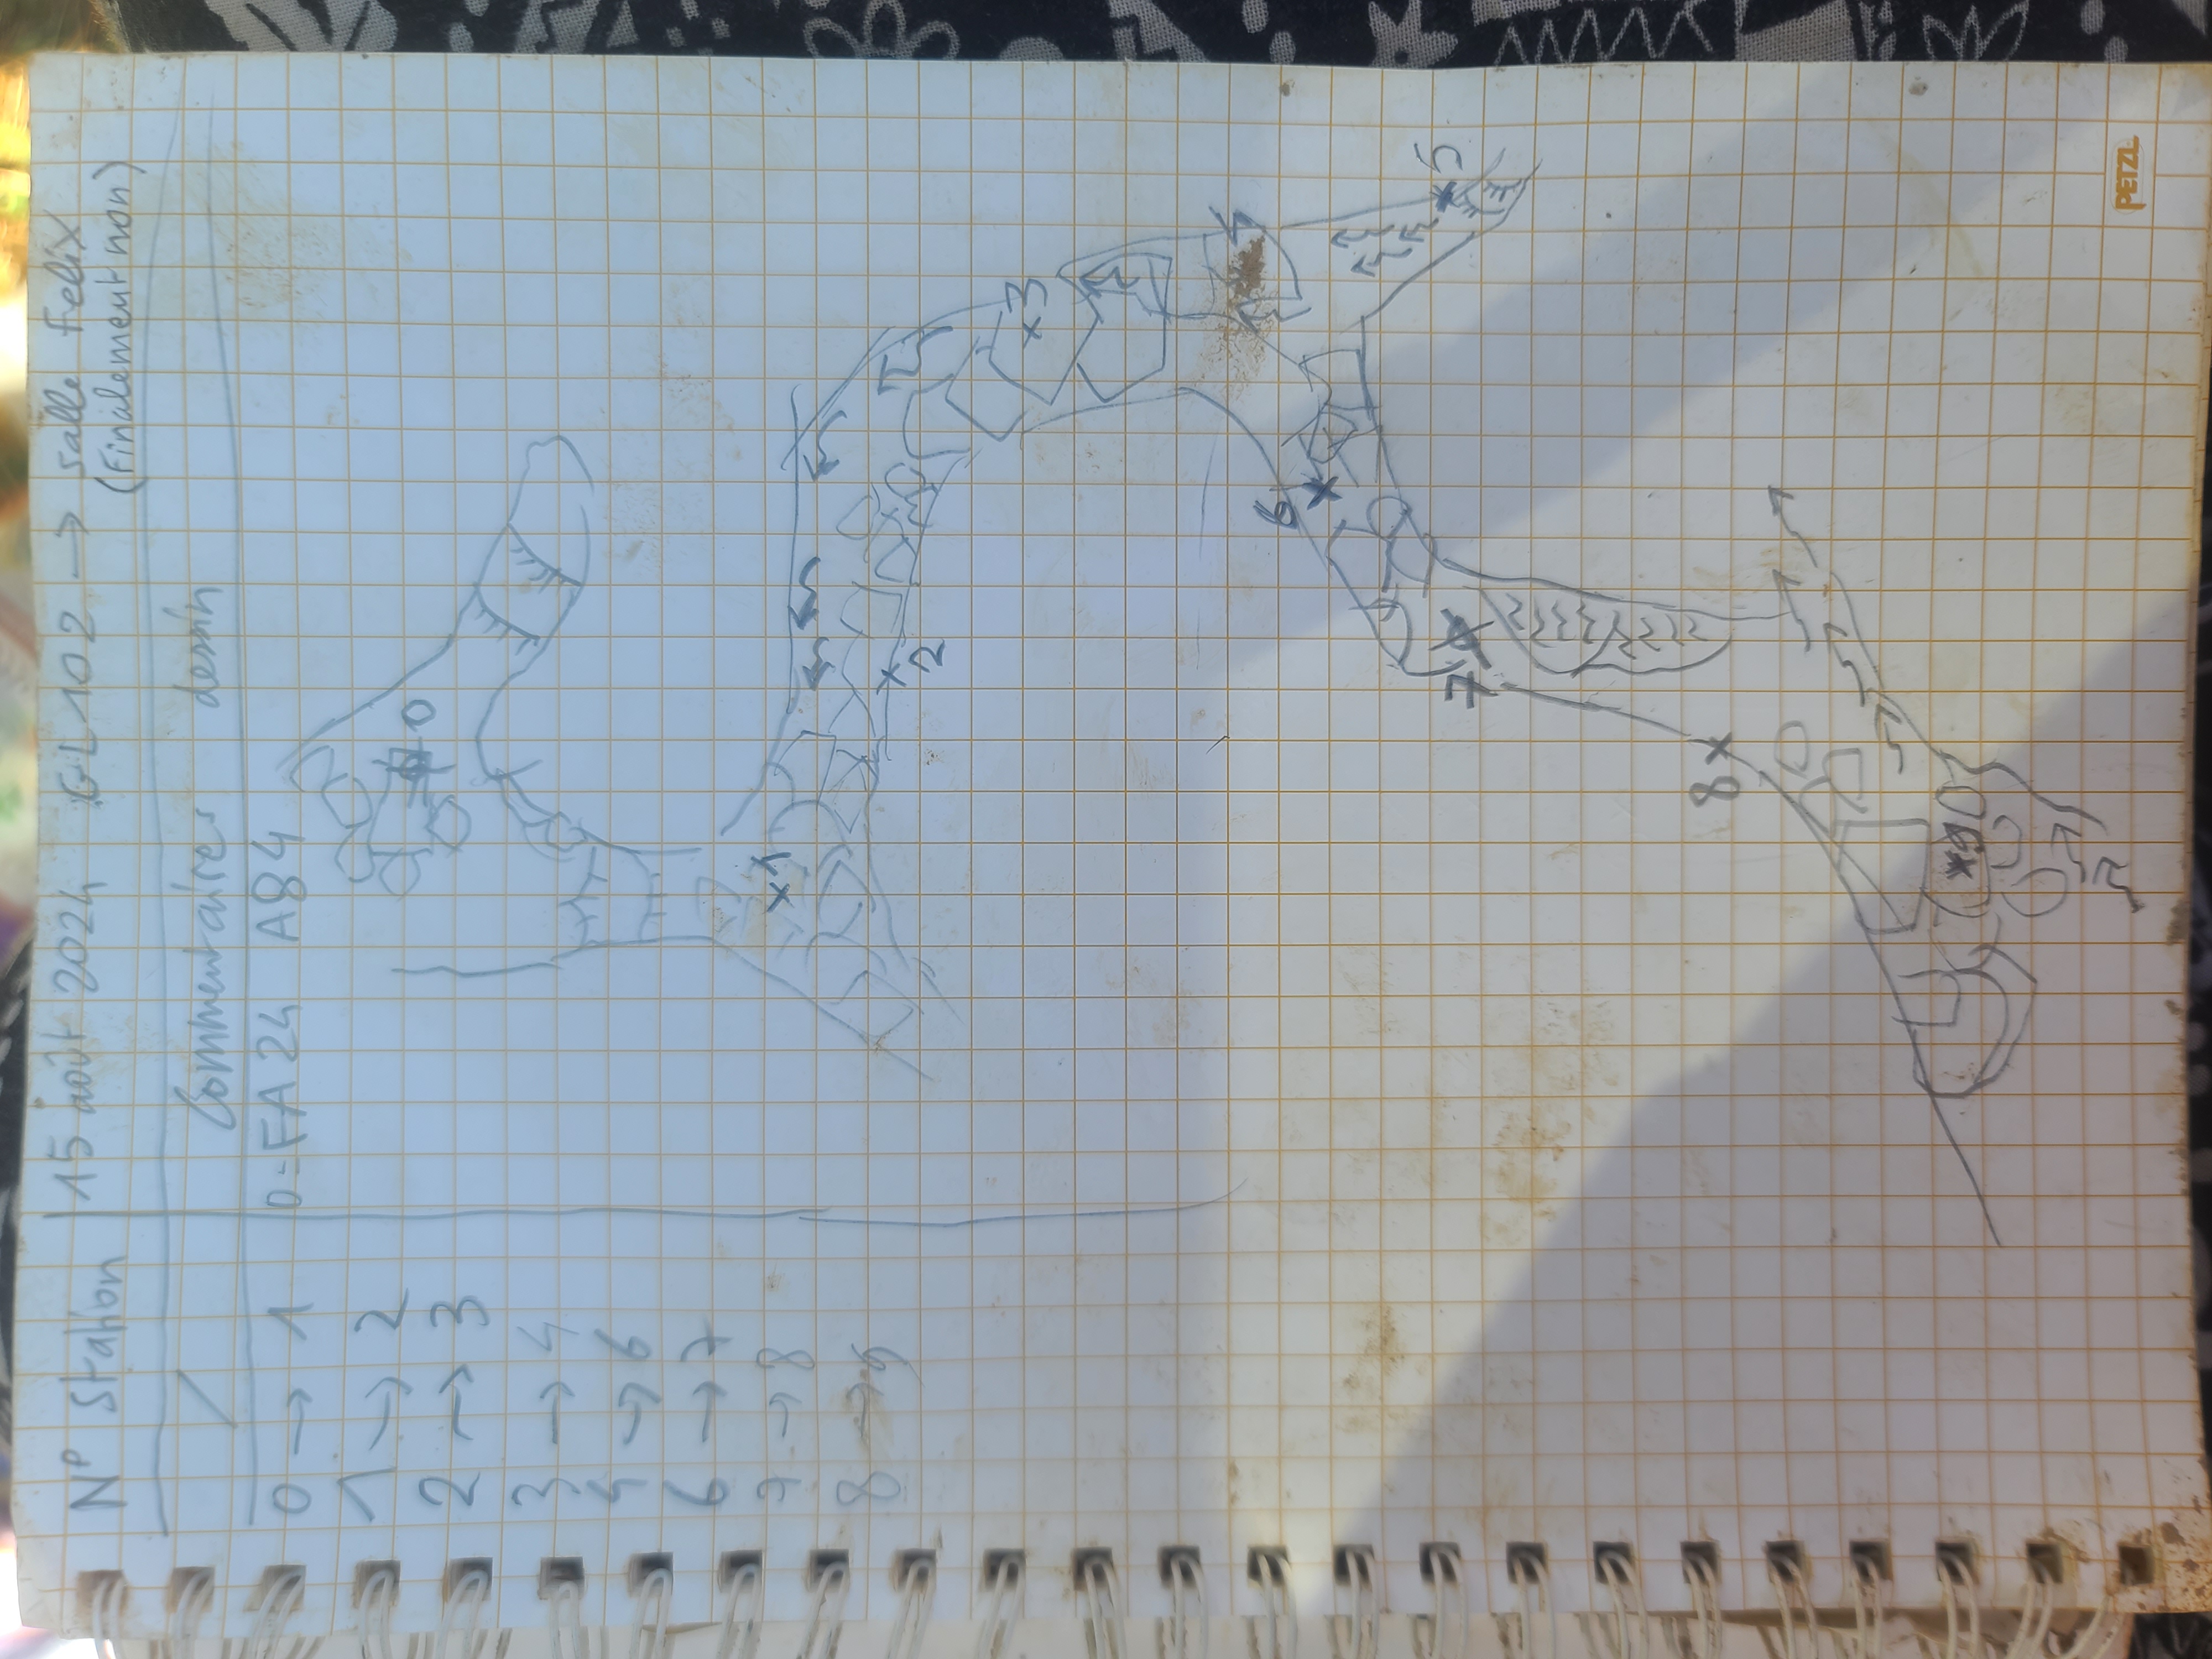 N° Station 15 août 2024 GL102 → salle Felix
(Finalement non)
/ Commentaires dessin
0 → 1 0=FA24 A84
1 → 2
2 → 3
3 → 4
4 → 6
6 → 7
7 → 8
8 → 9
0
1
2
3
4
6
5
7
8
9
PETZL